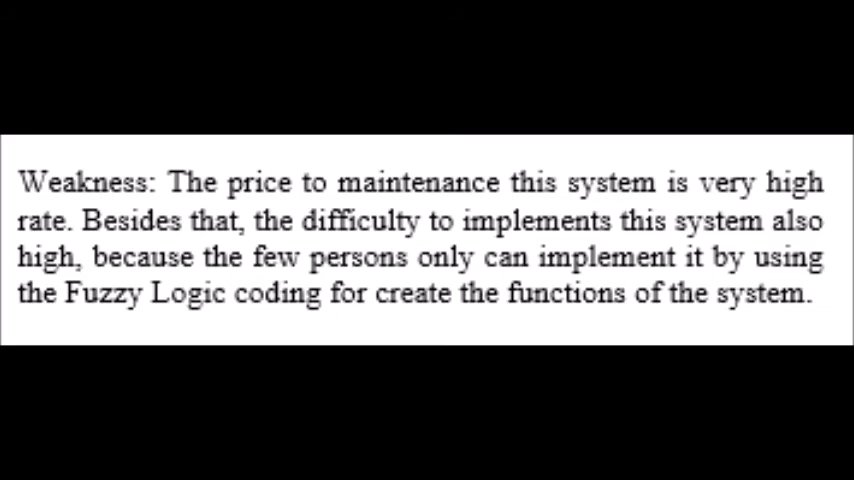 Weakness: The price to maintenance this system is very high
rate. Besides that, the difficulty to implements this system also
high, because the few persons only can implement it by using
the Fuzzy Logic coding for create the functions of the system.